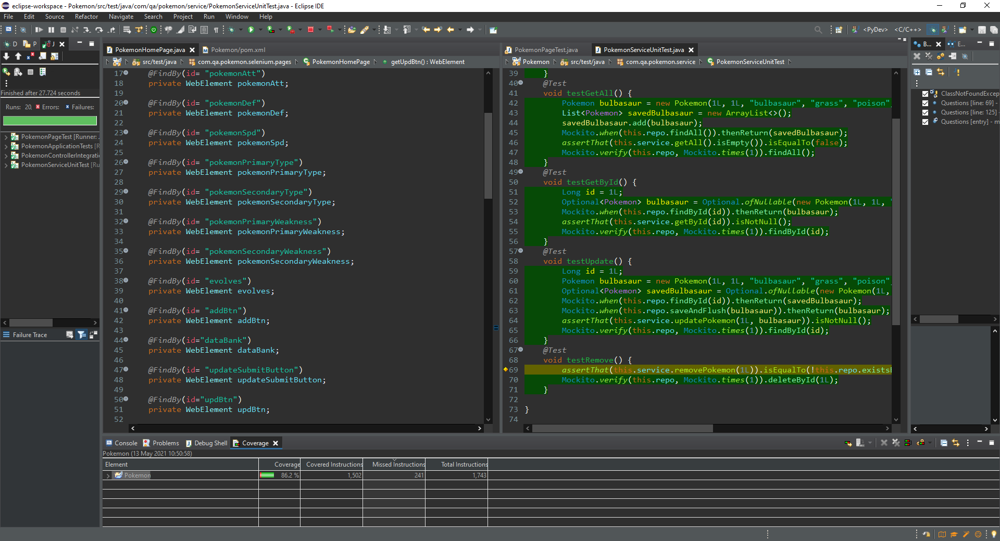 eclipse-workspace - Pokemon/src/test/java/com/qa/pokemon/service/PokemonServiceUnitTest.java - Eclipse IDE
File Edit Source Refactor Navigate Search Project Run Window Help
<PyDev> <C/C++>
D P J
PokemonHomePage.java Pokemon/pom.xml
PokemonPageTest.java PokemonServiceUnitTest.java
B... E...
src/test/java com.qa.pokemon.selenium.pages PokemonHomePage getUpdBtn() : WebElement
Pokemon src/test/java com.qa.pokemon.service PokemonServiceUnitTest
Finished after 27.724 seconds
Runs: 20, Errors: Failures:
PokemonPageTest [Runner: J
PokemonApplicationTests [R
PokemonControllerIntegratio
PokemonServiceUnitTest [Ru
Failure Trace
17 @FindBy(id= "pokemonAtt")
18 private WebElement pokemonAtt;
19
20 @FindBy(id= "pokemonDef")
21 private WebElement pokemonDef;
22
23 @FindBy(id= "pokemonSpd")
24 private WebElement pokemonSpd;
25
26 @FindBy(id= "pokemonPrimaryType")
27 private WebElement pokemonPrimaryType;
28
29 @FindBy(id= "pokemonSecondaryType")
30 private WebElement pokemonSecondaryType;
31
32 @FindBy(id= "pokemonPrimaryWeakness")
33 private WebElement pokemonPrimaryWeakness;
34
35 @FindBy(id= "pokemonSecondaryWeakness")
36 private WebElement pokemonSecondaryWeakness;
37
38 @FindBy(id= "evolves")
39 private WebElement evolves;
40
41 @FindBy(id= "addBtn")
42 private WebElement addBtn;
43
44 @FindBy(id="dataBank")
45 private WebElement dataBank;
46
47 @FindBy(id= "updateSubmitButton")
48 private WebElement updateSubmitButton;
49
50 @FindBy(id="updBtn")
51 private WebElement updBtn;
52
39 }
40 @Test
41 void testGetAll() {
42 Pokemon bulbasaur = new Pokemon(1L, 1L, "bulbasaur", "grass", "poison",
43 List<Pokemon> savedBulbasaur = new ArrayList<>();
44 savedBulbasaur.add(bulbasaur);
45 Mockito.when(this.repo.findAll()).thenReturn(savedBulbasaur);
46 assertThat(this.service.getAll().isEmpty()).isEqualTo(false);
47 Mockito.verify(this.repo, Mockito.times(1)).findAll();
48 }
49 @Test
50 void testGetById() {
51 Long id = 1L;
52 Optional<Pokemon> bulbasaur = Optional.ofNullable(new Pokemon(1L, 1L, "
53 Mockito.when(this.repo.findById(id)).thenReturn(bulbasaur);
54 assertThat(this.service.getById(id)).isNotNull();
55 Mockito.verify(this.repo, Mockito.times(1)).findById(id);
56 }
57 @Test
58 void testUpdate() {
59 Long id = 1L;
60 Pokemon bulbasaur = new Pokemon(1L, 1L, "bulbasaur", "grass", "poison",
61 Optional<Pokemon> savedBulbasaur = Optional.ofNullable(new Pokemon(1L,
62 Mockito.when(this.repo.findById(id)).thenReturn(savedBulbasaur);
63 Mockito.when(this.repo.saveAndFlush(bulbasaur)).thenReturn(bulbasaur);
64 assertThat(this.service.updatePokemon(1L, bulbasaur)).isNotNull();
65 Mockito.verify(this.repo, Mockito.times(1)).findById(id);
66 }
67 @Test
68 void testRemove() {
69 assertThat(this.service.removePokemon(1L)).isEqualTo(!this.repo.existsB
70 Mockito.verify(this.repo, Mockito.times(1)).deleteById(1L);
71 }
72
73 }
74
ClassNotFoundExcep
Questions [line: 69] -
Questions [line: 125] -
Questions [entry] - m
Console Problems Debug Shell Coverage
Pokemon (13 May 2021 10:50:58)
Element Coverage Covered Instructions Missed Instructions Total Instructions
Pokemon 86.2 % 1,502 241 1,743